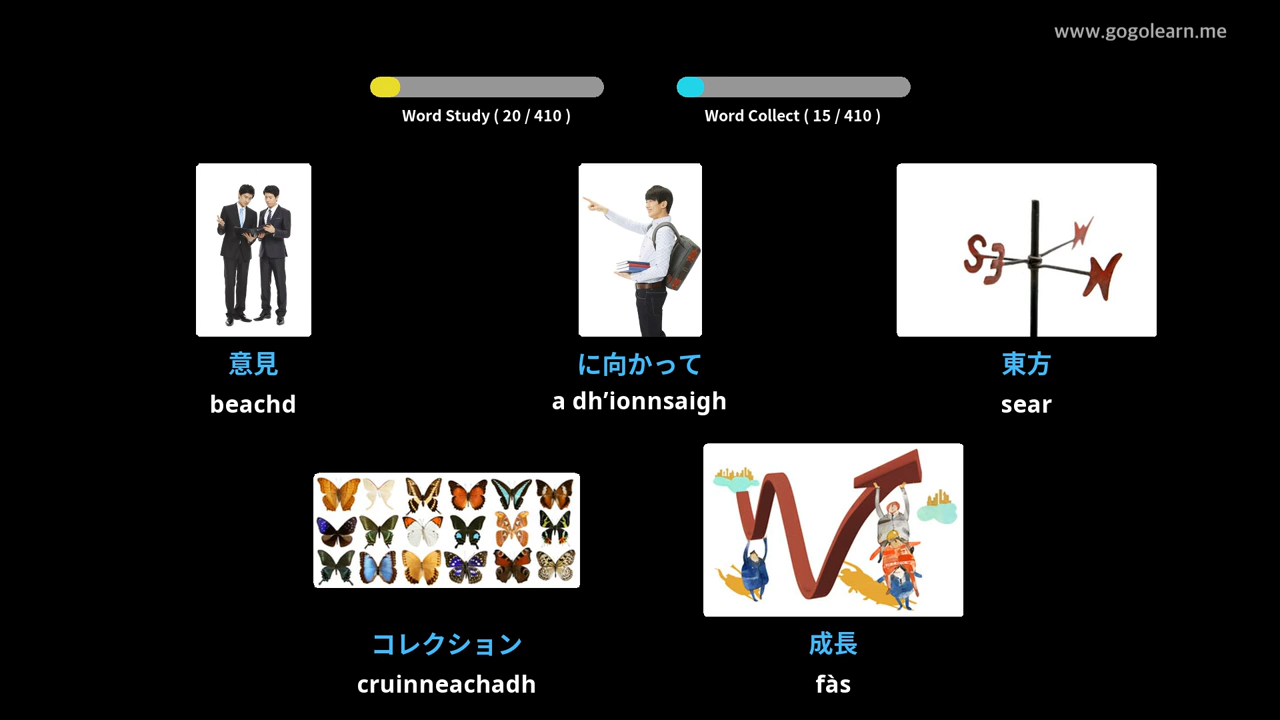 www.gogolearn.me
Word Study ( 20 / 410 )
Word Collect ( 15 / 410 )
意見
beachd
に向かって
a dh’ionnsaigh
東方
sear
S E N W
コレクション
cruinneachadh
成長
fàs